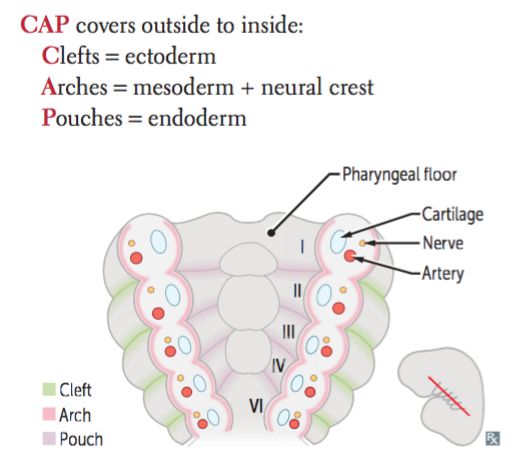 CAP covers outside to inside:
Clefts = ectoderm
Arches = mesoderm + neural crest
Pouches = endoderm
Pharyngeal floor
Cartilage
Nerve
Artery
I
II
III
IV
VI
Cleft
Arch
Pouch
Rx